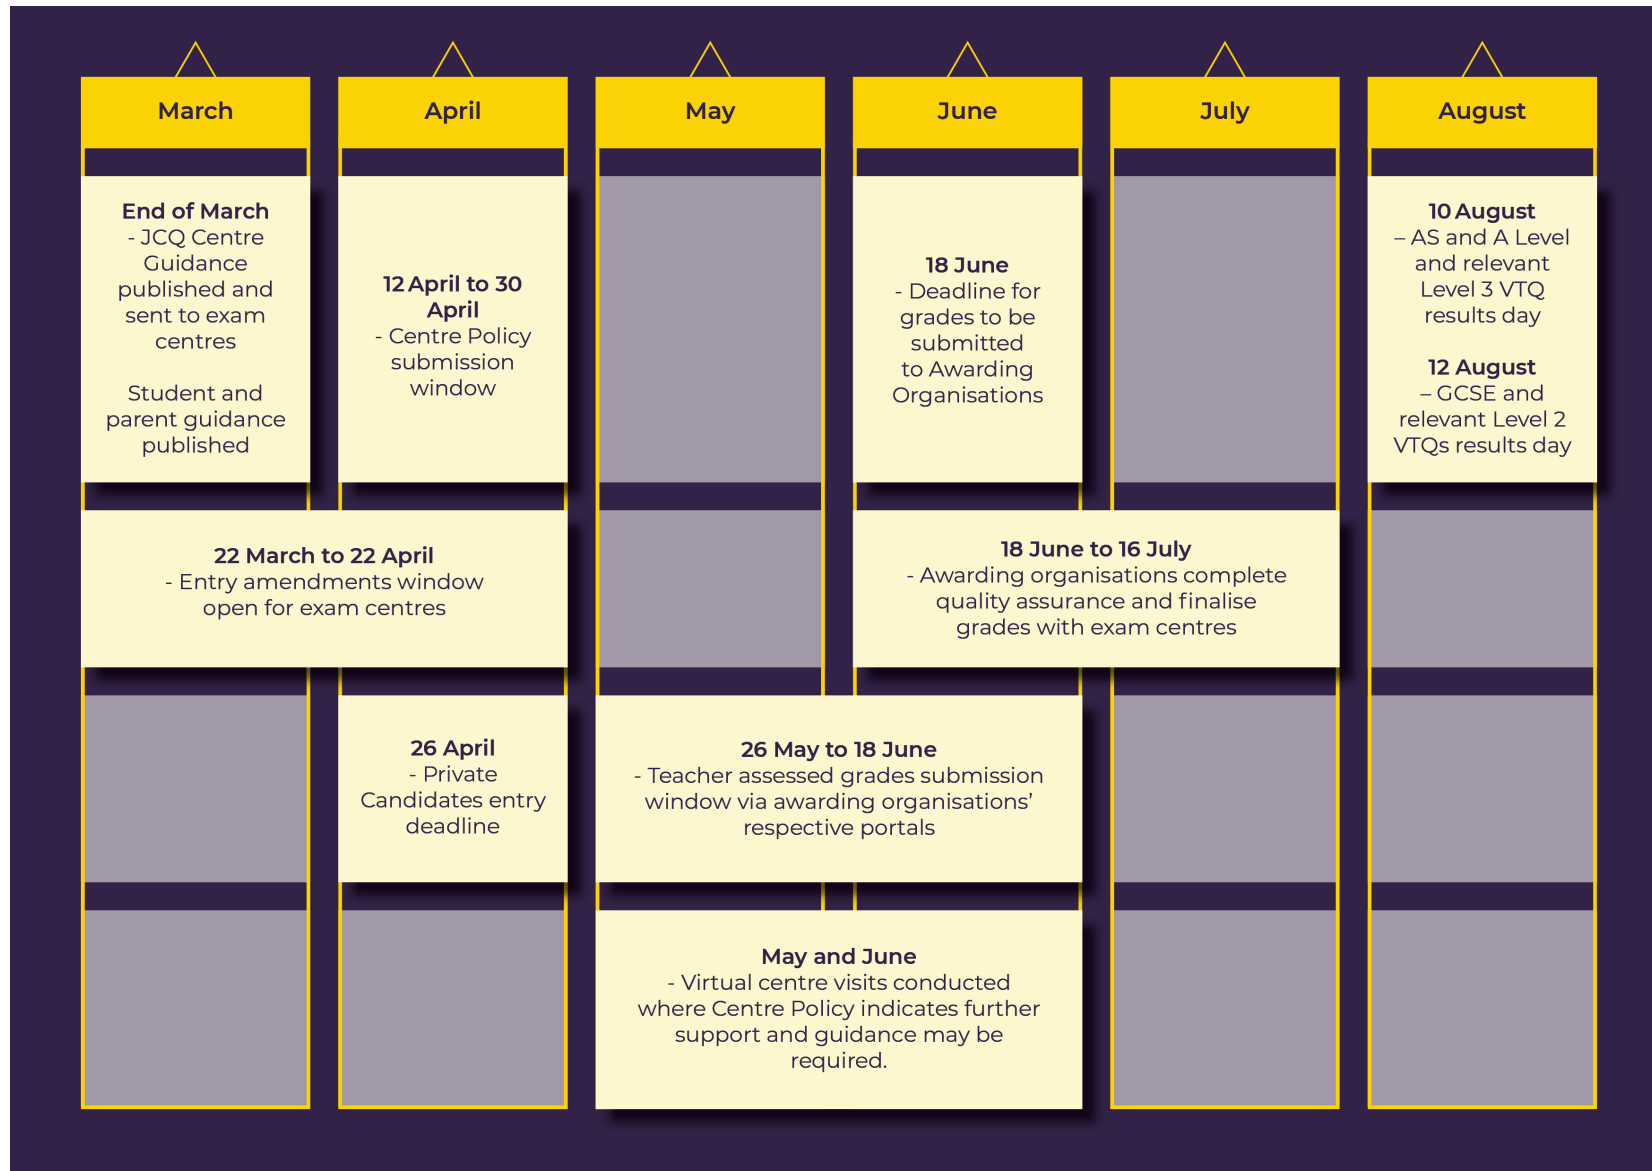 March
April
May
June
July
August
End of March
- JCQ Centre
Guidance
published and
sent to exam
centres
Student and
parent guidance
published
12 April to 30
April
- Centre Policy
submission
window
18 June
- Deadline for
grades to be
submitted
to Awarding
Organisations
10 August
– AS and A Level
and relevant
Level 3 VTQ
results day
12 August
– GCSE and
relevant Level 2
VTQs results day
22 March to 22 April
- Entry amendments window
open for exam centres
18 June to 16 July
- Awarding organisations complete
quality assurance and finalise
grades with exam centres
26 April
- Private
Candidates entry
deadline
26 May to 18 June
- Teacher assessed grades submission
window via awarding organisations’
respective portals
May and June
- Virtual centre visits conducted
where Centre Policy indicates further
support and guidance may be
required.